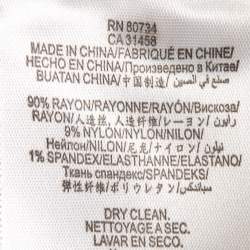 RN 80734
CA 31458
MADE IN CHINA/FABRIQUÉ EN CHINE/
HECHO EN CHINA/Произведено в Китае/
BUATAN CHINA/中国制造/ صنع في الصين
90% RAYON/RAYONNE/RAYÓN/Вискоза/
RAYON/人造丝, 人造纤维/レーヨン/ رايون
9% NYLON/NYLON/NILON/
Нейлон/NILON/尼龙/ナイロン/ نيلون
1% SPANDEX/ELASTHANNE/ELASTANO/
Ткань спандекс/SPANDEKS/
弹性纤维/ポリウレタン/ سباندكس
DRY CLEAN.
NETTOYAGE A SEC.
LAVAR EN SECO.